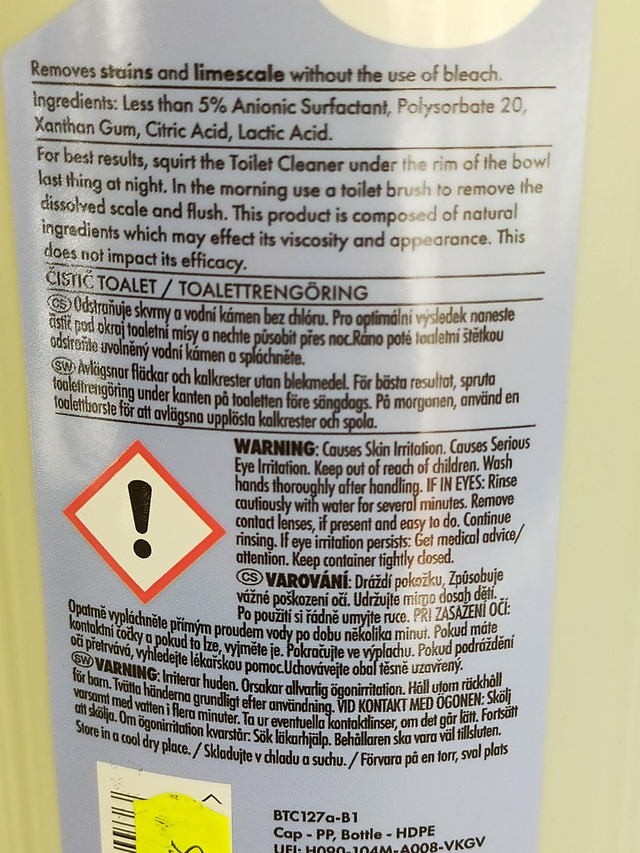 Removes stains and limescale without the use of bleach.
Ingredients: Less than 5% Anionic Surfactant, Polysorbate 20,
Xanthan Gum, Citric Acid, Lactic Acid.
For best results, squirt the Toilet Cleaner under the rim of the bowl
last thing at night. In the morning use a toilet brush to remove the
dissolved scale and flush. This product is composed of natural
ingredients which may effect its viscosity and appearance. This
does not impact its efficacy.
ČISTIČ TOALET / TOALETTRENGÖRING
CS Odstraňuje skvrny a vodní kámen bez chlóru. Pro optimální výsledek naneste
čistič pod okraj toaletní mísy a nechte působit přes noc.Ráno poté toaletní štětkou
odstraňte uvolněný vodní kámen a spláchněte.
SW Avlägsnar fläckar och kalkrester utan blekmedel. För bästa resultat, spruta
toalettrengöring under kanten på toaletten före sängdags. På morgonen, använd en
toalettborste för att avlägsna upplösta kalkrester och spola.
WARNING: Causes Skin Irritation. Causes Serious
Eye Irritation. Keep out of reach of children. Wash
hands thoroughly after handling. IF IN EYES: Rinse
cautiously with water for several minutes. Remove
contact lenses, if present and easy to do. Continue
rinsing. If eye irritation persists: Get medical advice/
attention. Keep container tightly closed.
CS VAROVÁNÍ: Dráždí pokožku, Způsobuje
vážné poškození očí. Udržujte mimo dosah dětí.
Po použití si řádně umyjte ruce. PŘI ZASAŽENÍ OČÍ:
Opatrně vypláchněte přímým proudem vody po dobu několika minut. Pokud máte
kontaktní čočky a pokud to lze, vyjměte je. Pokračujte ve výplachu. Pokud podráždění
očí přetrvává, vyhledejte lékařskou pomoc.Uchovávejte obal těsně uzavřený.
SW VARNING: Irriterar huden. Orsakar allvarlig ögonirritation. Håll utom räckhåll
för barn. Tvätta händerna grundligt efter användning. VID KONTAKT MED ÖGONEN: Skölj
varsamt med vatten i flera minuter. Ta ur eventuella kontaktlinser, om det går lätt. Fortsätt
att skölja. Om ögonirritation kvarstår: Sök läkarhjälp. Behållaren ska vara väl tillsluten.
Store in a cool dry place. / Skladujte v chladu a suchu. / Förvara på en torr, sval plats
BTC127a-B1
Cap - PP, Bottle - HDPE
UFI: H090-104M-A008-VKGV